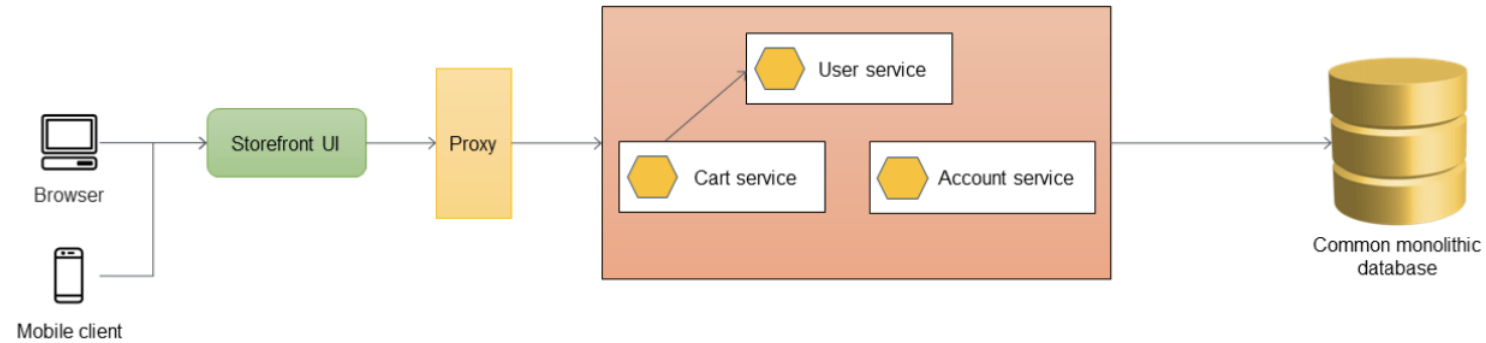 Browser
Mobile client
Storefront UI
Proxy
User service
Cart service
Account service
Common monolithic
database